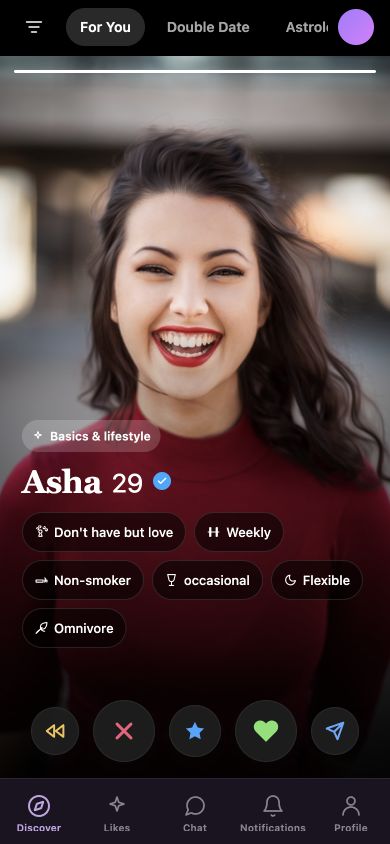 For You Double Date Astrol
Basics & lifestyle
Asha 29
Don't have but love Weekly
Non-smoker occasional Flexible
Omnivore
Discover Likes Chat Notifications Profile